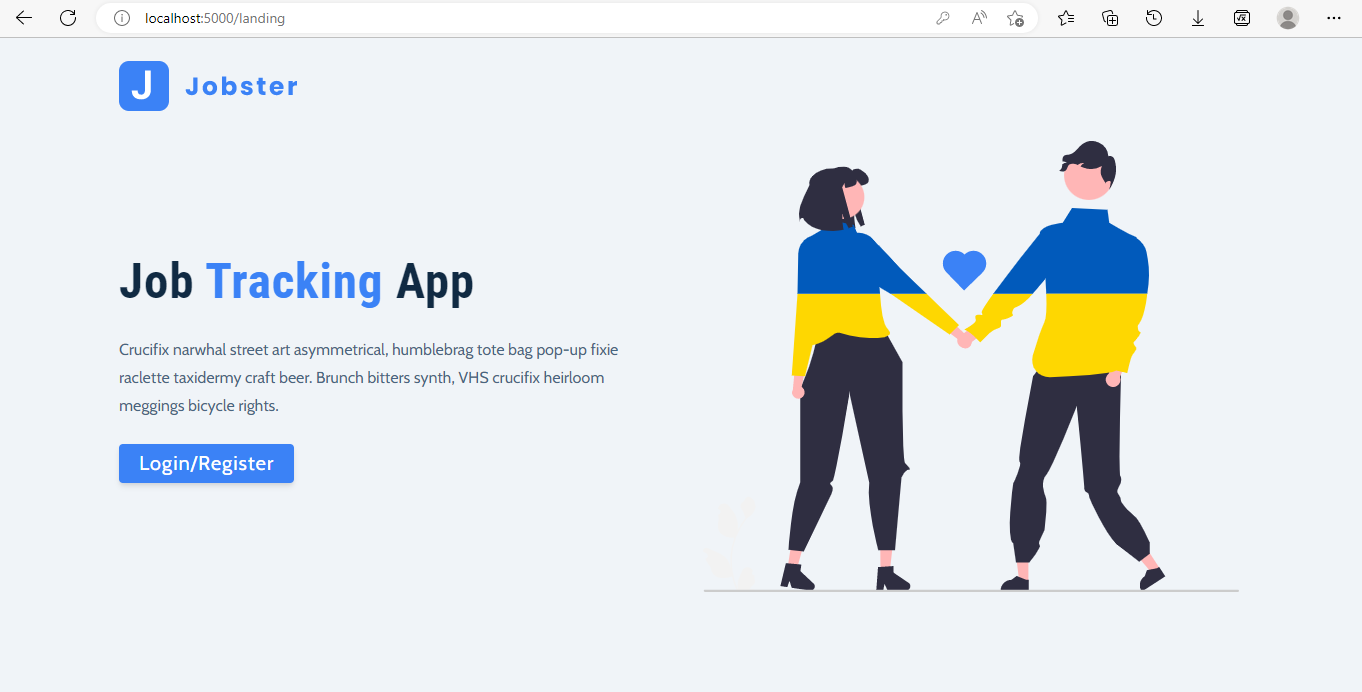 localhost:5000/landing
J Jobster
Job Tracking App
Crucifix narwhal street art asymmetrical, humblebrag tote bag pop-up fixie
raclette taxidermy craft beer. Brunch bitters synth, VHS crucifix heirloom
meggings bicycle rights.
Login/Register